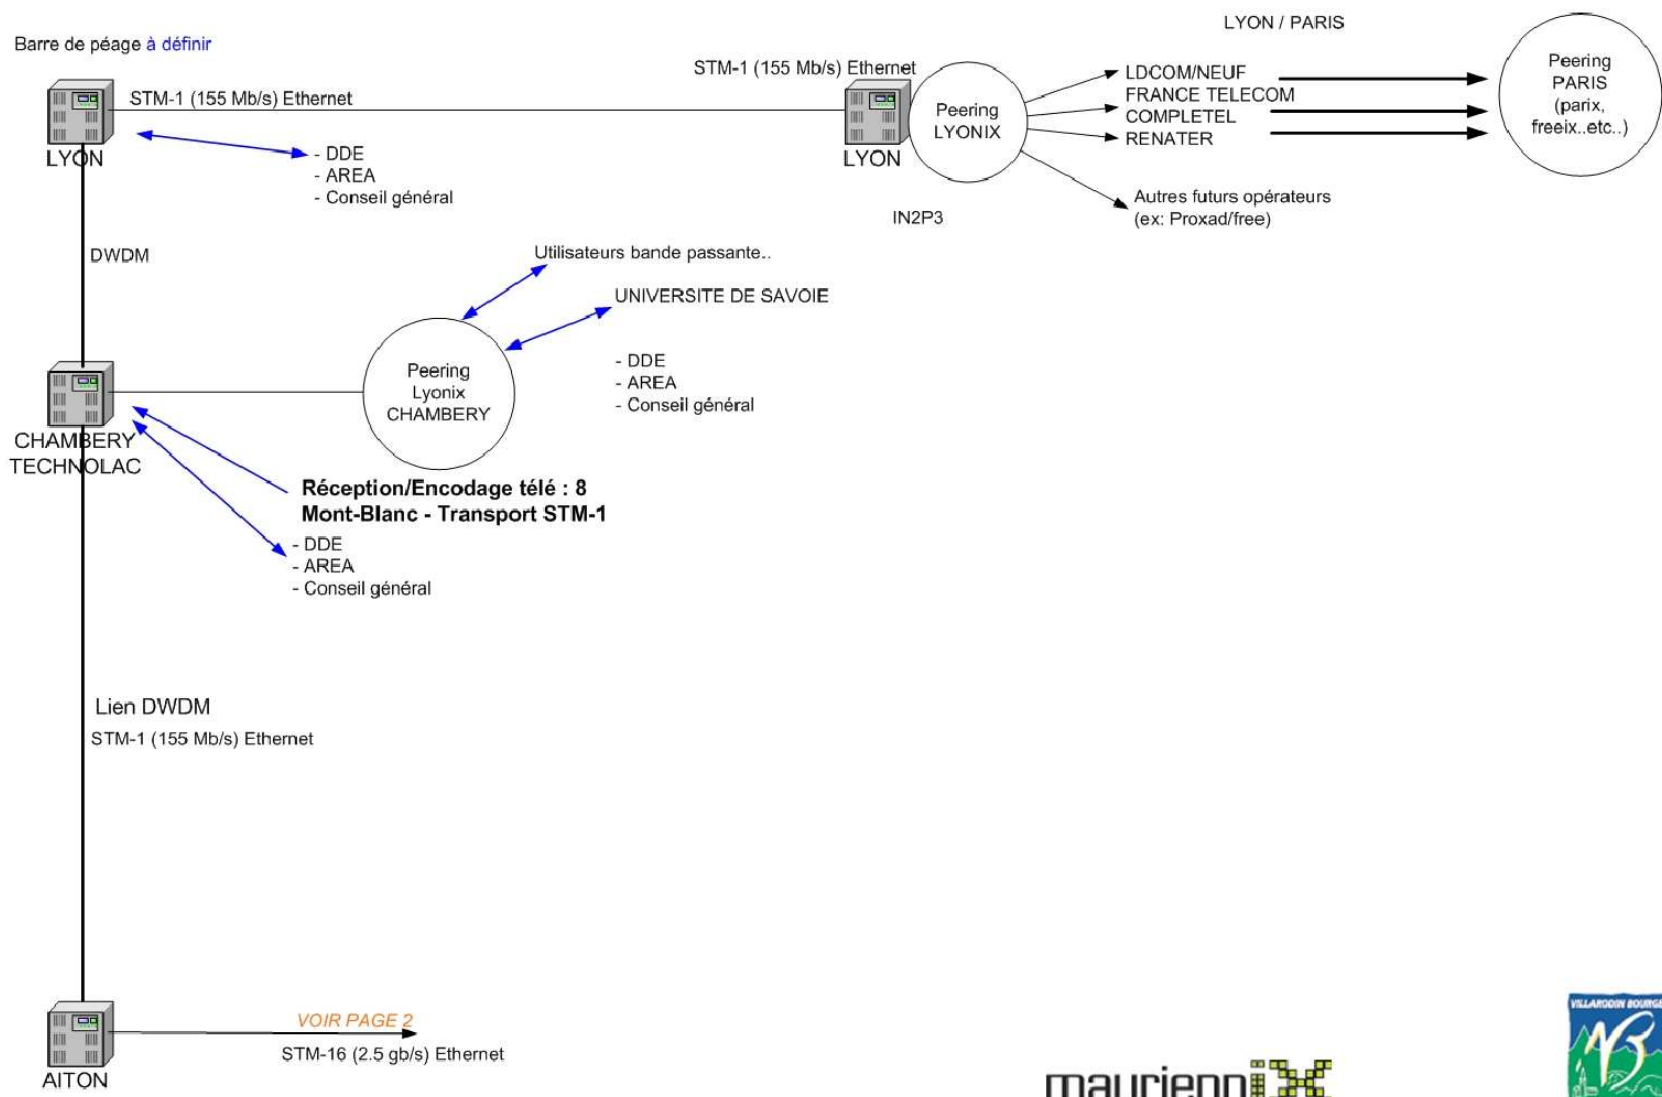 LYON / PARIS
Barre de péage à définir
STM-1 (155 Mb/s) Ethernet
STM-1 (155 Mb/s) Ethernet
LYON
LYON
Peering
LYONIX
LDCOM/NEUF
FRANCE TELECOM
COMPLETEL
RENATER
Peering
PARIS
(parix,
freeix..etc..)
- DDE
- AREA
- Conseil général
IN2P3
Autres futurs opérateurs
(ex: Proxad/free)
DWDM
Utilisateurs bande passante..
UNIVERSITE DE SAVOIE
Peering
Lyonix
CHAMBERY
- DDE
- AREA
- Conseil général
CHAMBERY
TECHNOLAC
Réception/Encodage télé : 8
Mont-Blanc - Transport STM-1
- DDE
- AREA
- Conseil général
Lien DWDM
STM-1 (155 Mb/s) Ethernet
VOIR PAGE 2
STM-16 (2.5 gb/s) Ethernet
AITON
mauriennix
VILLARODIN BOURGE